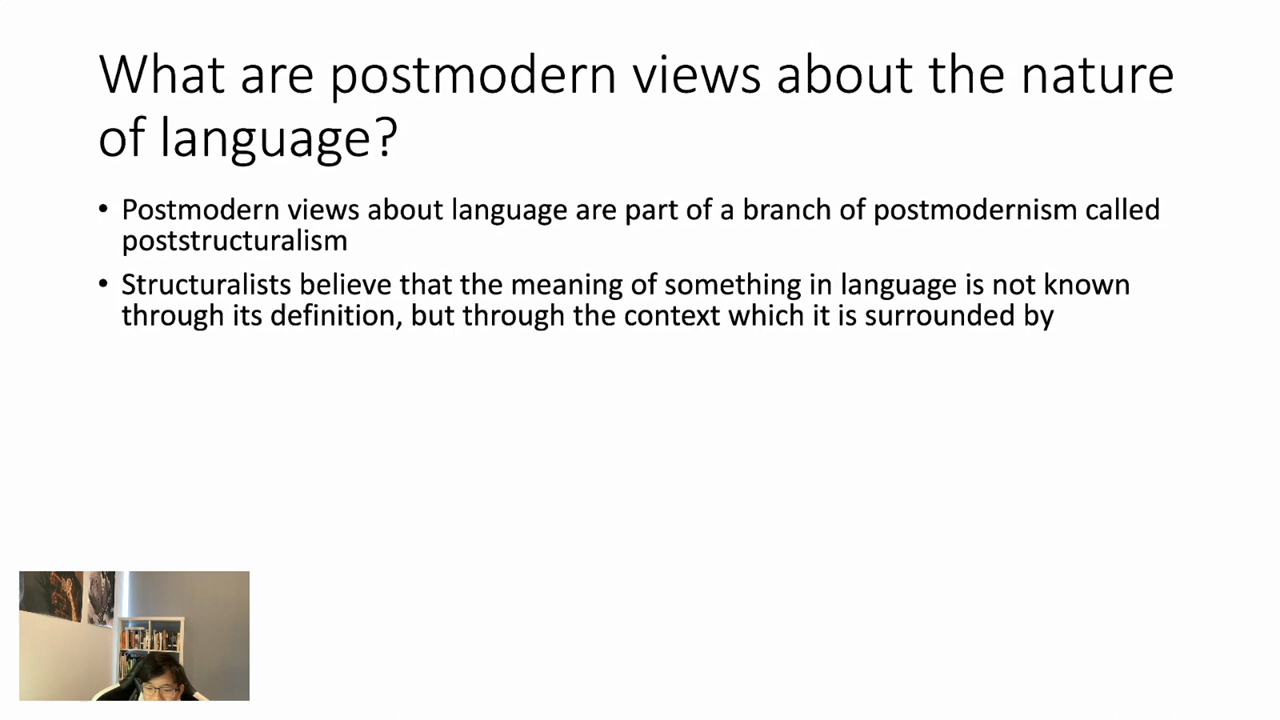 What are postmodern views about the nature
of language?
• Postmodern views about language are part of a branch of postmodernism called
poststructuralism
• Structuralists believe that the meaning of something in language is not known
through its definition, but through the context which it is surrounded by